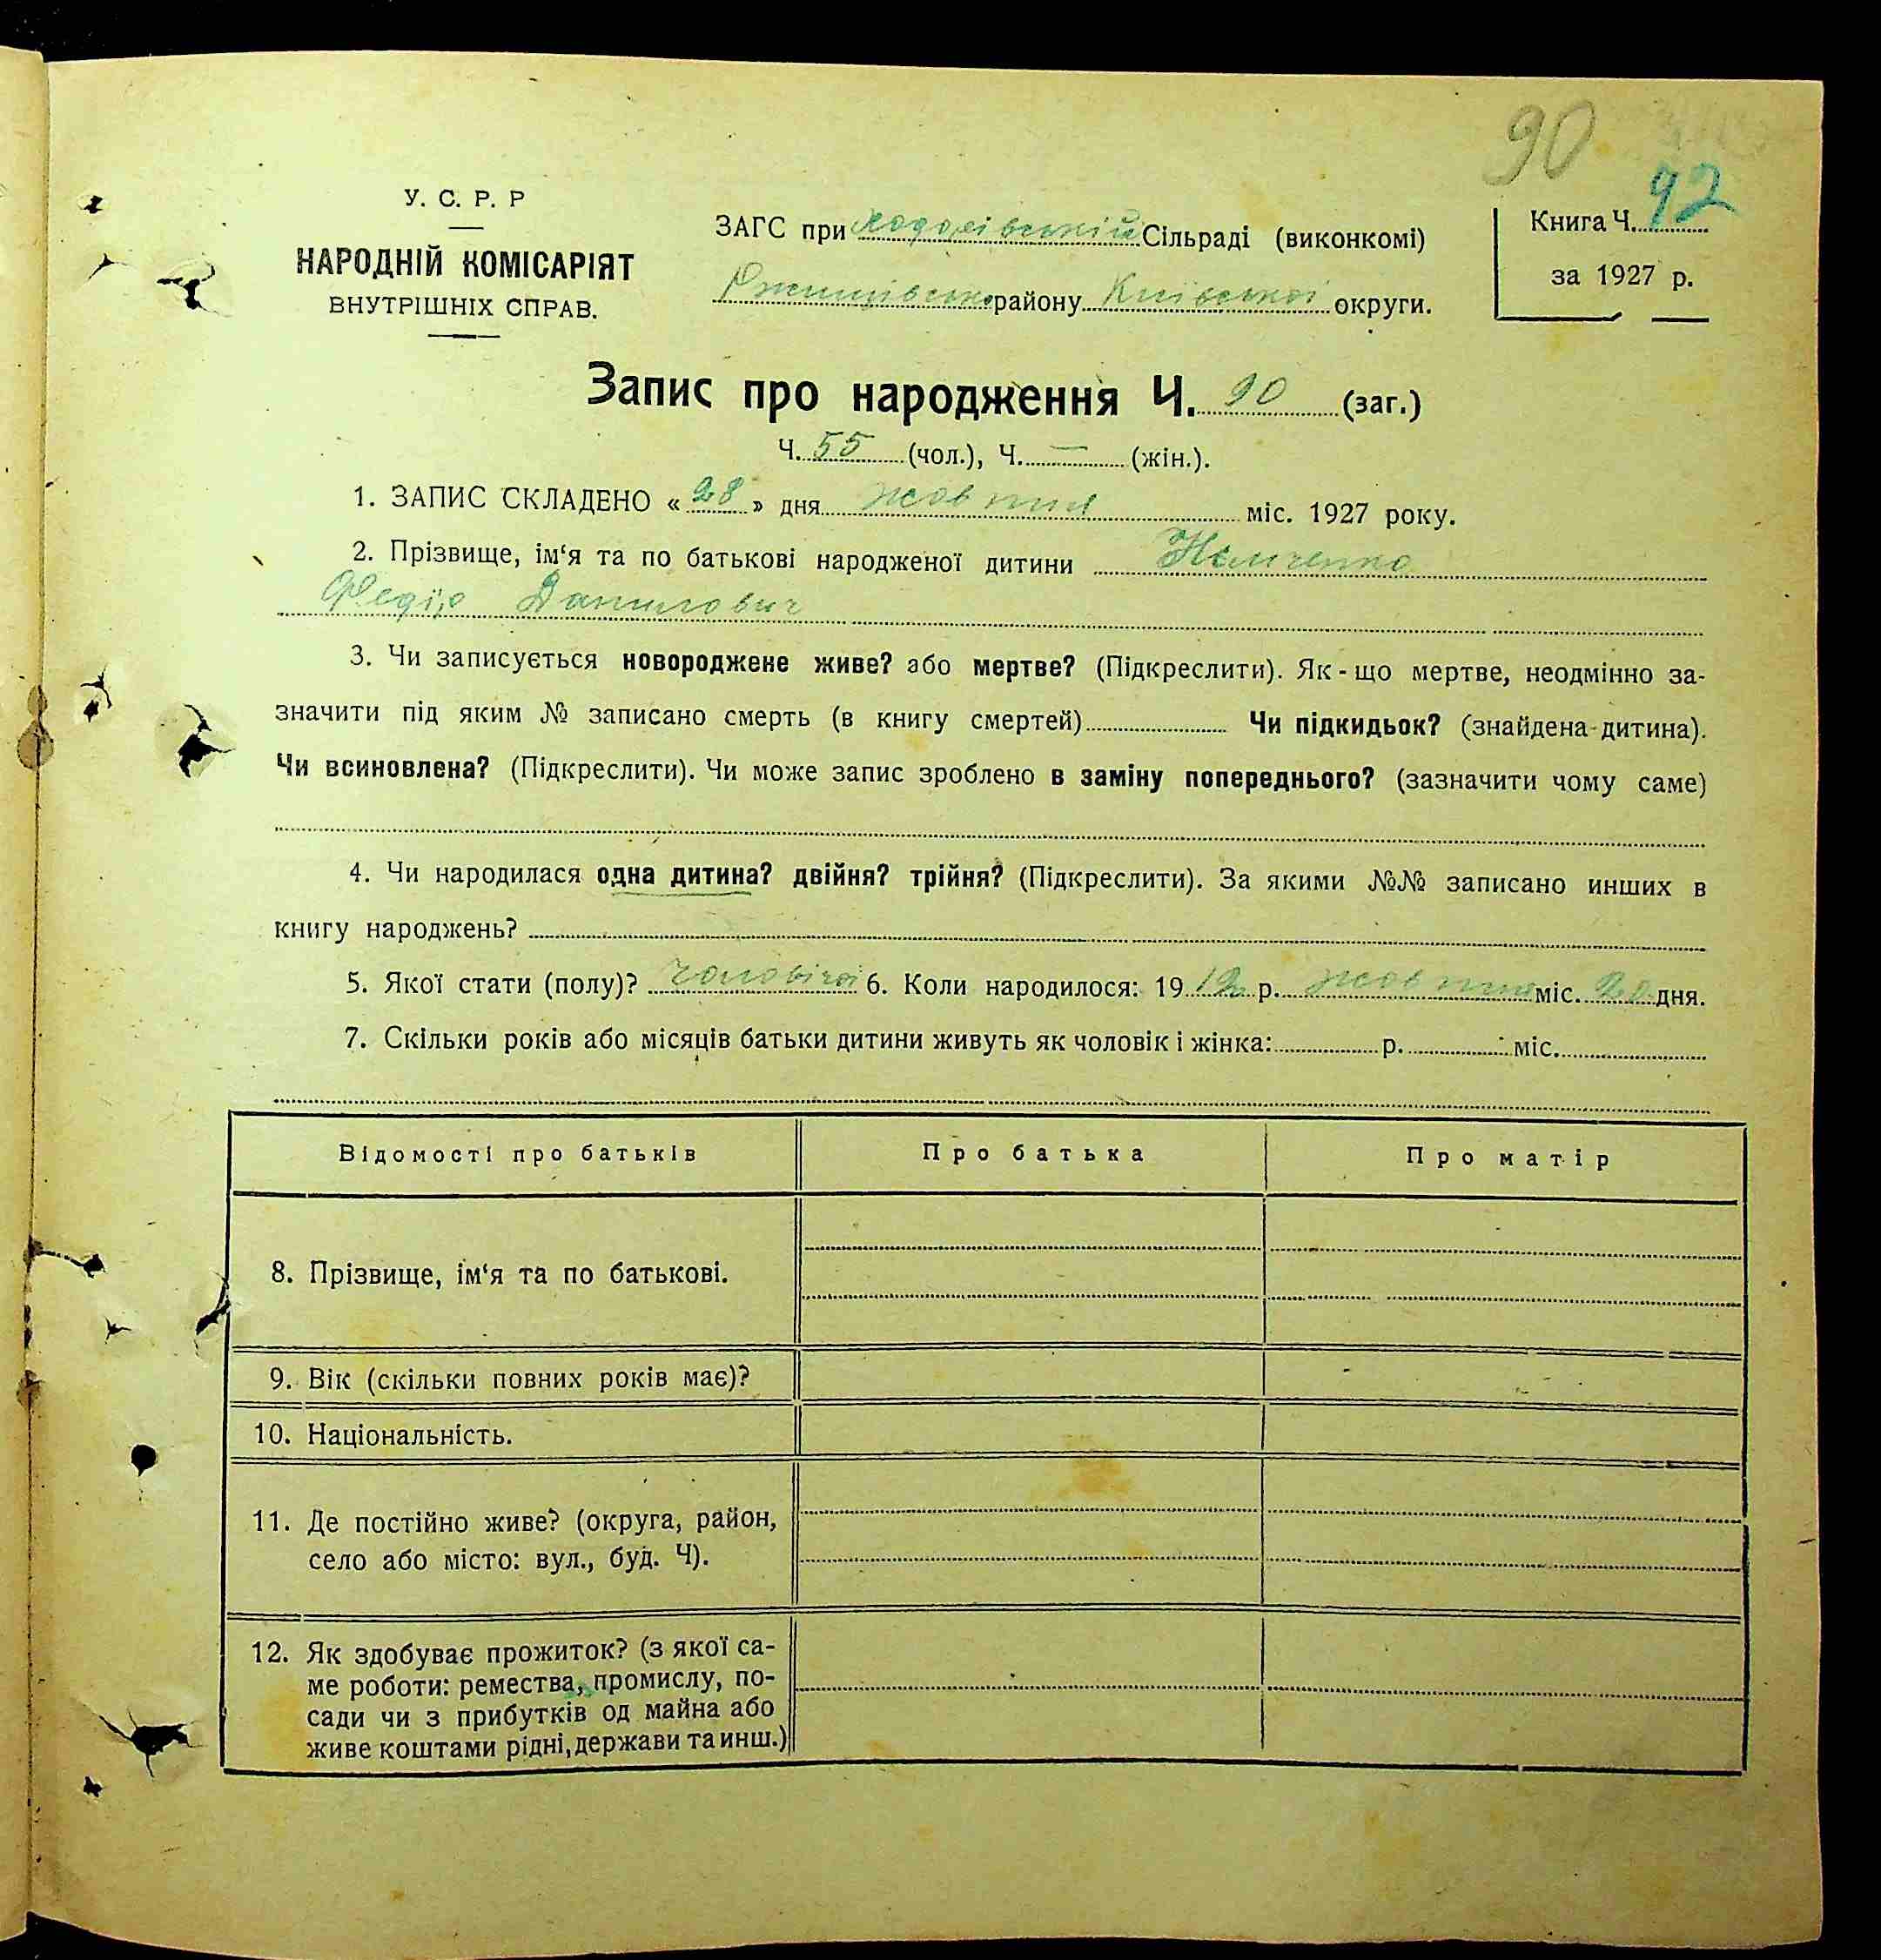 90
92
У. С. Р. Р
НАРОДНІЙ КОМІСАРІЯТ
ВНУТРІШНІХ СПРАВ.
ЗАГС при Ходорівській Сільраді (виконкомі)
Ржищівськ. району Київської округи.
Книга Ч.
за 1927 р.
Запис про народження Ч. 90 (заг.)
Ч. 55 (чол.), Ч. — (жін.).
1. ЗАПИС СКЛАДЕНО « 28 » дня жовтня міс. 1927 року.
2. Прізвище, ім‘я та по батькові народженої дитини Немченко
Федір Данилович
3. Чи записується новороджене живе? або мертве? (Підкреслити). Як - що мертве, неодмінно за-
значити під яким № записано смерть (в книгу смертей) Чи підкидьок? (знайдена дитина).
Чи всиновлена? (Підкреслити). Чи може запис зроблено в заміну попереднього? (зазначити чому саме)
4. Чи народилася одна дитина? двійня? трійня? (Підкреслити). За якими №№ записано инших в
книгу народжень?
5. Якої стати (полу)? чоловічої 6. Коли народилося: 19 12 р. жовтня міс. дня.
7. Скільки років або місяців батьки дитини живуть як чоловік і жінка: р. міс.
Відомості про батьків Про батька Про матір
8. Прізвище, ім‘я та по батькові.
9. Вік (скільки повних років має)?
10. Національність.
11. Де постійно живе? (округа, район,
село або місто: вул., буд. Ч).
12. Як здобуває прожиток? (з якої са-
ме роботи: ремества, промислу, по-
сади чи з прибутків од майна або
живе коштами рідні, держави та инш.)